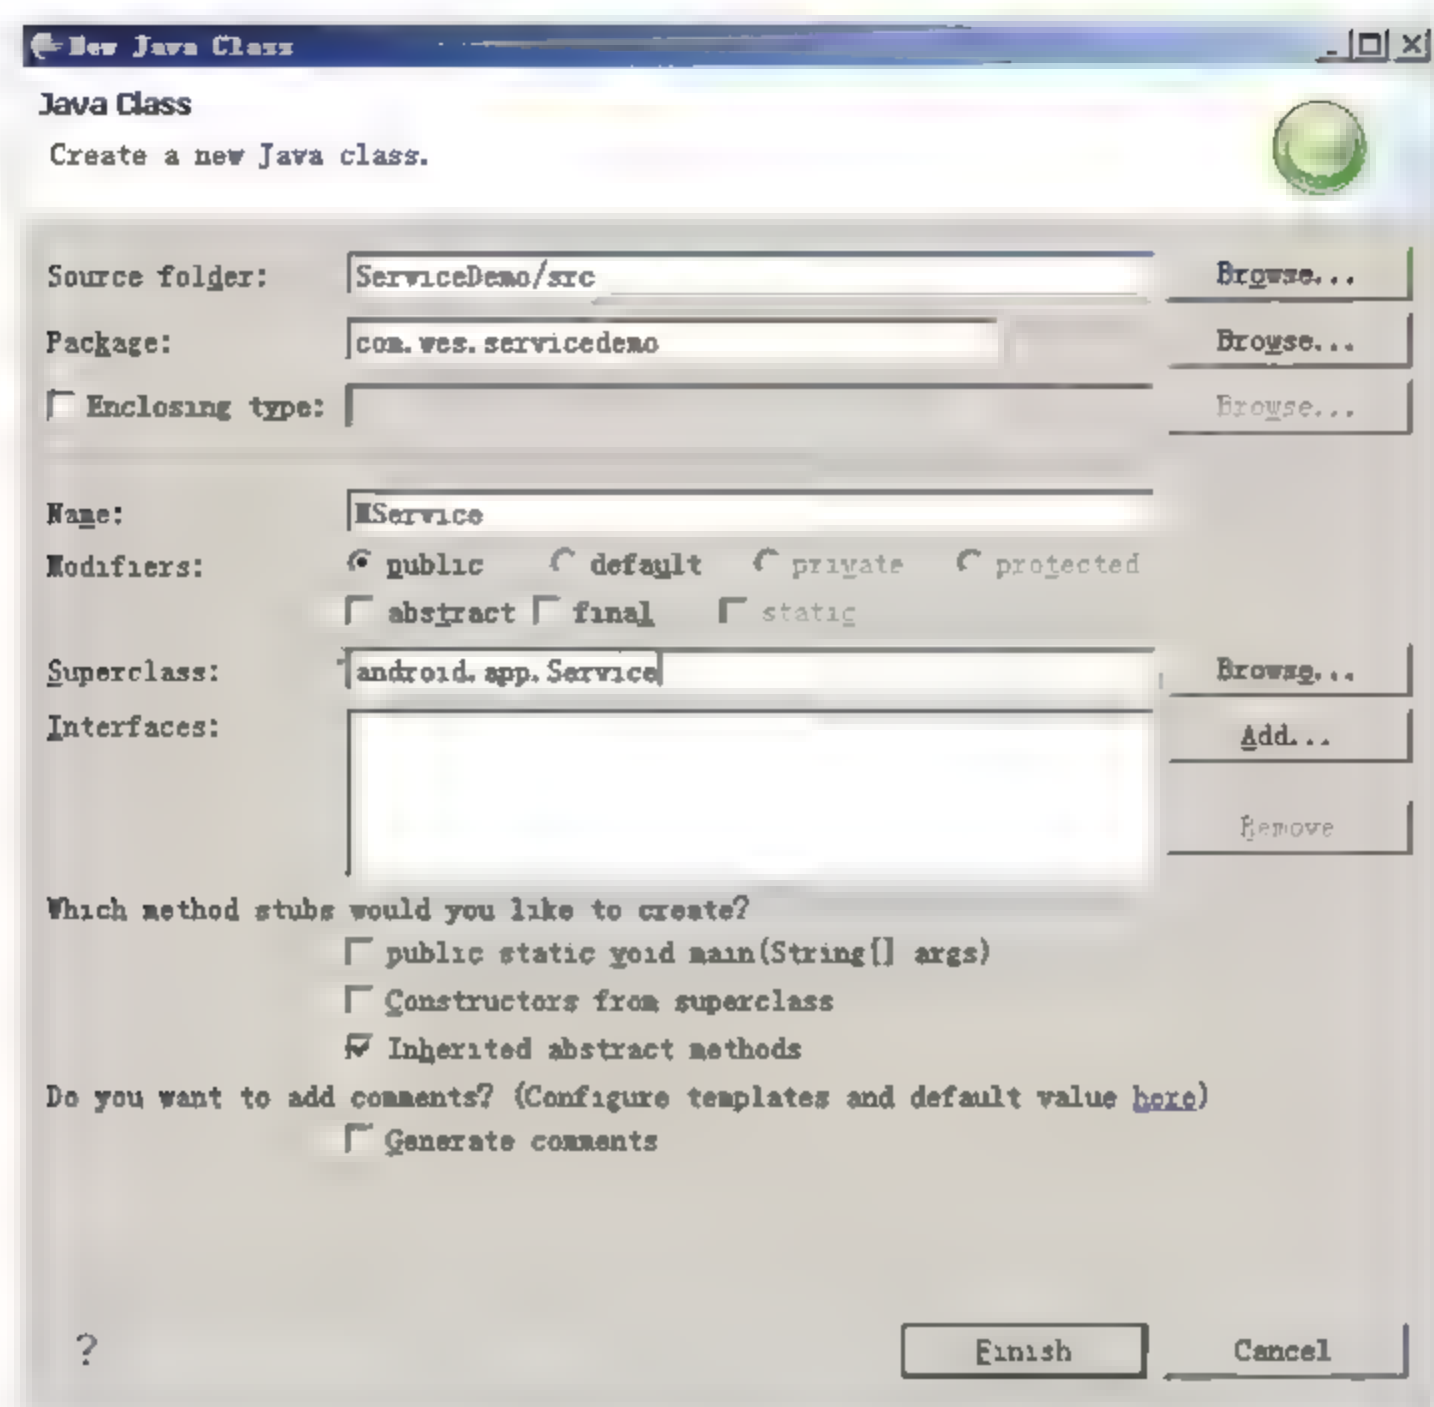 New Java Class
Java Class
Create a new Java class.
Source folder: ServiceDemo/src Browse...
Package: com.wes.servicedemo Browse...
Enclosing type: Browse...
Name: MService
Modifiers: public default private protected
abstract final static
Superclass: android.app.Service Browse...
Interfaces: Add...
Remove
Which method stubs would you like to create?
public static void main(String[] args)
Constructors from superclass
Inherited abstract methods
Do you want to add comments? (Configure templates and default value here)
Generate comments
? Finish Cancel